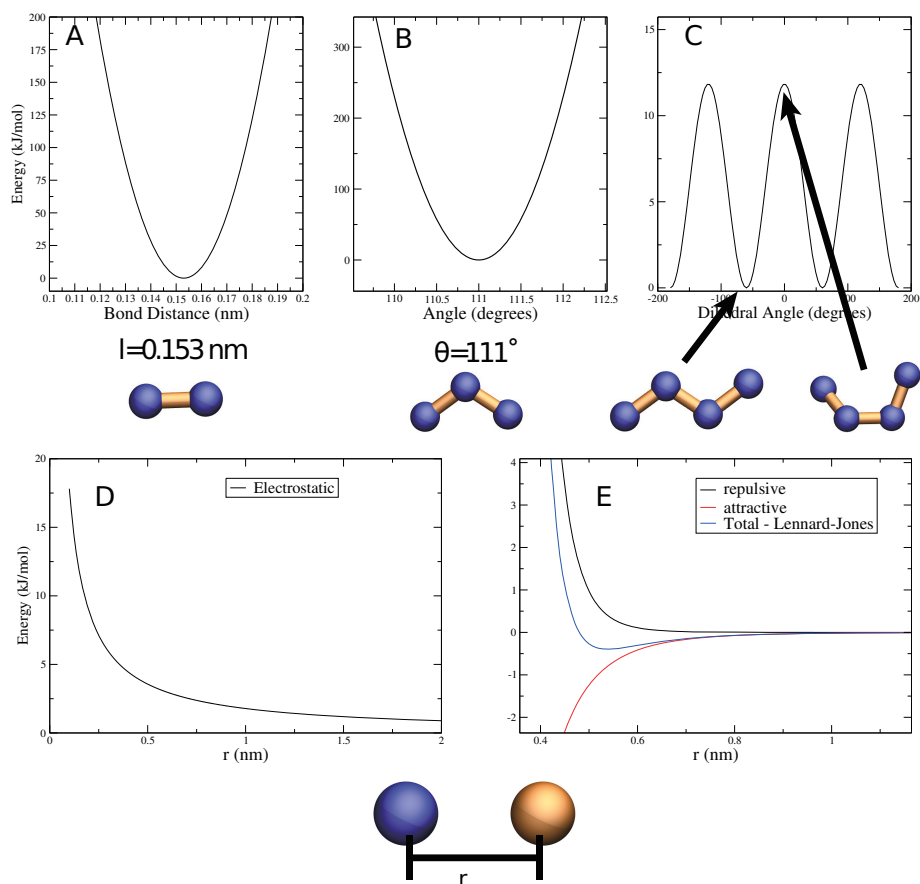 A
200
175
150
125
100
75
50
25
0
Energy (kJ/mol)
0.1 0.11 0.12 0.13 0.14 0.15 0.16 0.17 0.18 0.19 0.2
Bond Distance (nm)
l=0.153 nm
B
300
200
100
0
110 110.5 111 111.5 112 112.5
Angle (degrees)
θ=111°
C
15
10
5
0
-200 -100 0 100 200
Dihedral Angle (degrees)
D
20
15
10
5
0
Energy (kJ/mol)
Electrostatic
0 0.5 1 1.5 2
r (nm)
E
4
3
2
1
0
-1
-2
repulsive
attractive
Total - Lennard-Jones
0.4 0.6 0.8 1
r (nm)
r